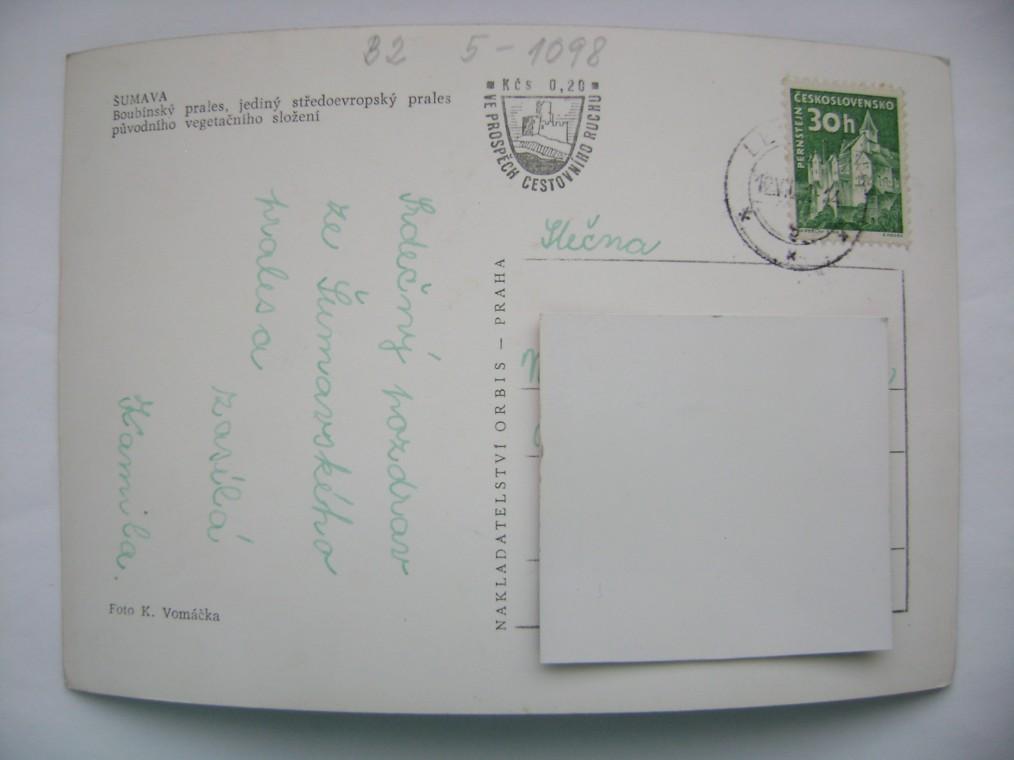 B2 5-1098
ŠUMAVA
Boubínský prales, jediný středoevropský prales
původního vegetačního složení
Kčs 0,20
VE PROSPĚCH CESTOVNÍHO RUCHU
ČESKOSLOVENSKO
30h
PERNŠTEJN
Slečna
Srdečný pozdrav
ze Šumavského
pralesa
zasílá
Kamila.
NAKLADATELSTVÍ ORBIS – PRAHA
Foto K. Vomáčka